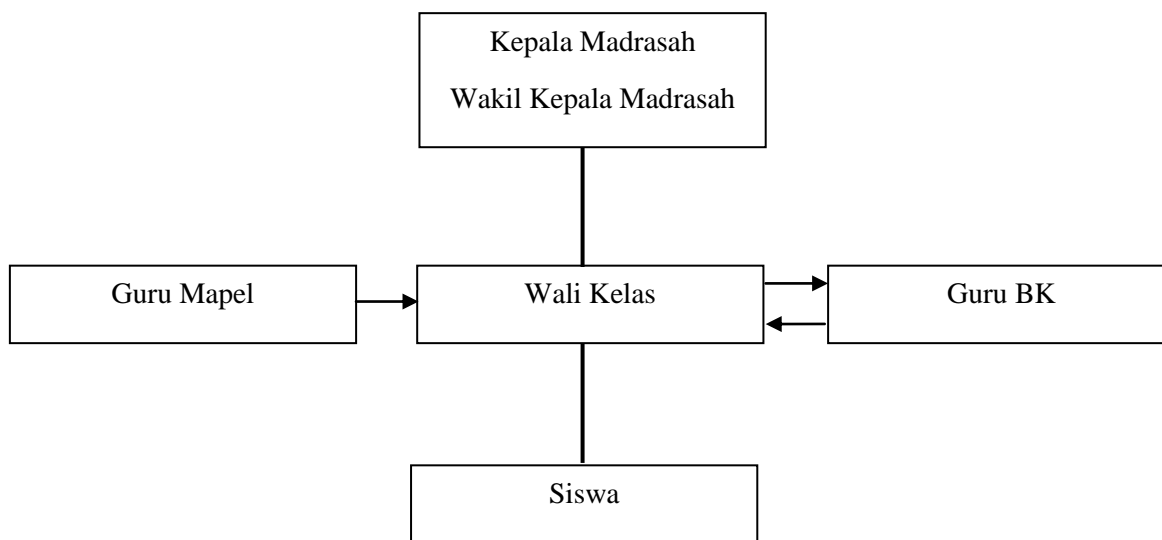 Kepala Madrasah
Wakil Kepala Madrasah
Guru Mapel
Wali Kelas
Guru BK
Siswa